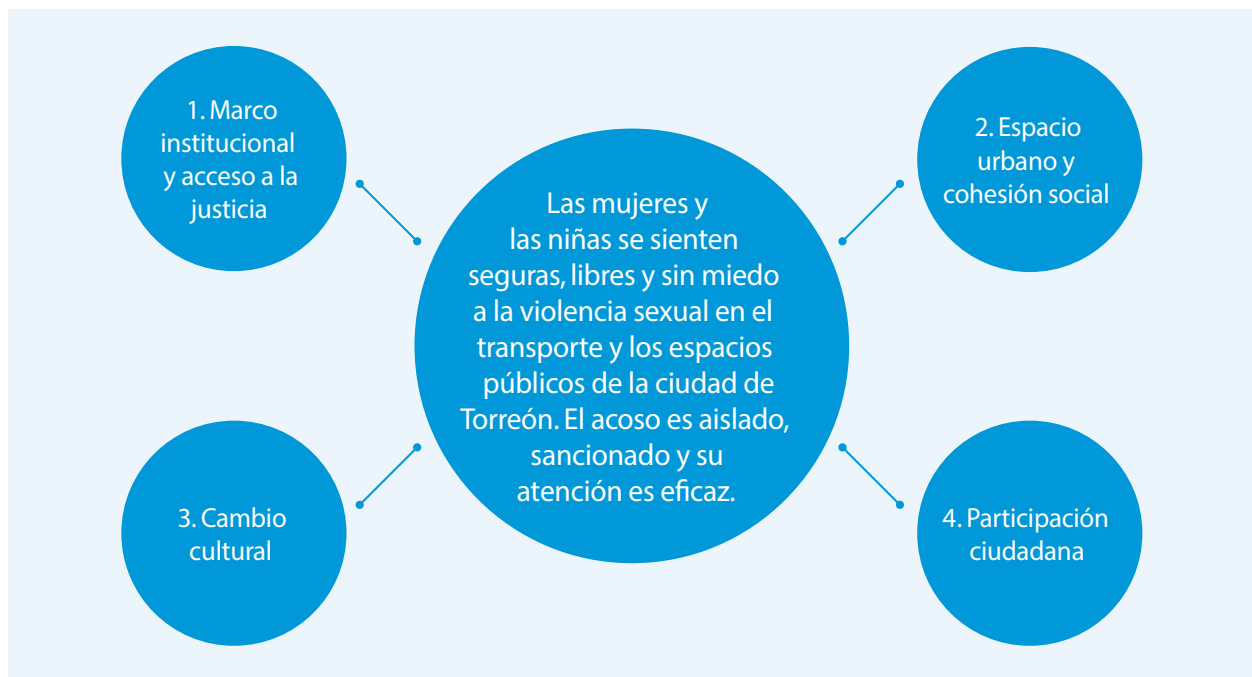 1. Marco
institucional
y acceso a la
justicia
2. Espacio
urbano y
cohesión social
Las mujeres y
las niñas se sienten
seguras, libres y sin miedo
a la violencia sexual en el
transporte y los espacios
públicos de la ciudad de
Torreón. El acoso es aislado,
sancionado y su
atención es eficaz.
3. Cambio
cultural
4. Participación
ciudadana